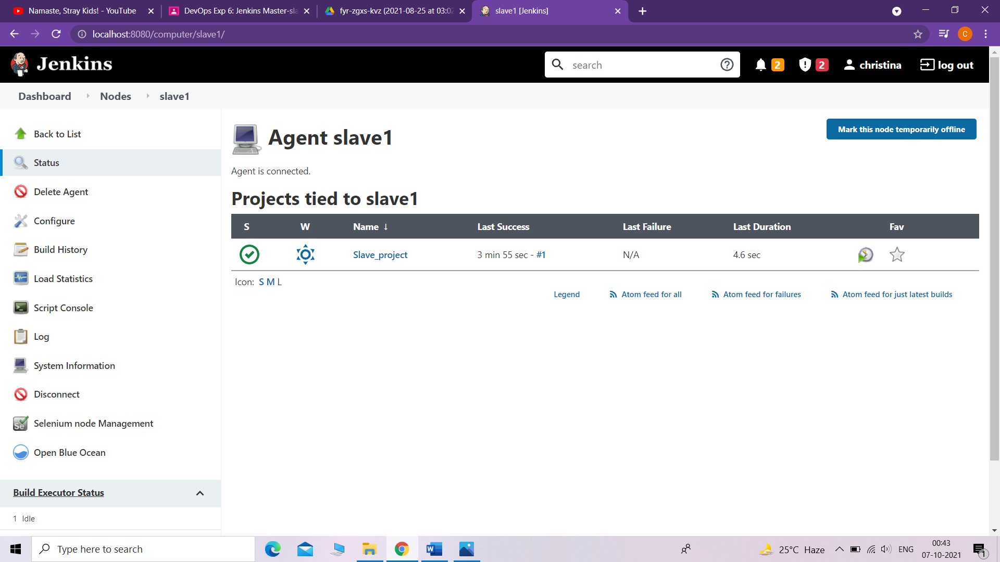 Namaste, Stray Kids! - YouTube
DevOps Exp 6: Jenkins Master-sla
fyr-zgxs-kvz (2021-08-25 at 03:02
slave1 [Jenkins]
localhost:8080/computer/slave1/
C
Jenkins
search
2
2
christina
log out
Dashboard
Nodes
slave1
Back to List
Status
Delete Agent
Configure
Build History
Load Statistics
Script Console
Log
System Information
Disconnect
Se
Selenium node Management
Open Blue Ocean
Build Executor Status
1 Idle
Agent slave1
Mark this node temporarily offline
Agent is connected.
Projects tied to slave1
S W Name ↓ Last Success Last Failure Last Duration Fav
Slave_project 3 min 55 sec - #1 N/A 4.6 sec
Icon: S M L
Legend Atom feed for all Atom feed for failures Atom feed for just latest builds
Type here to search
W
25°C Haze
ENG
00:43
07-10-2021
1